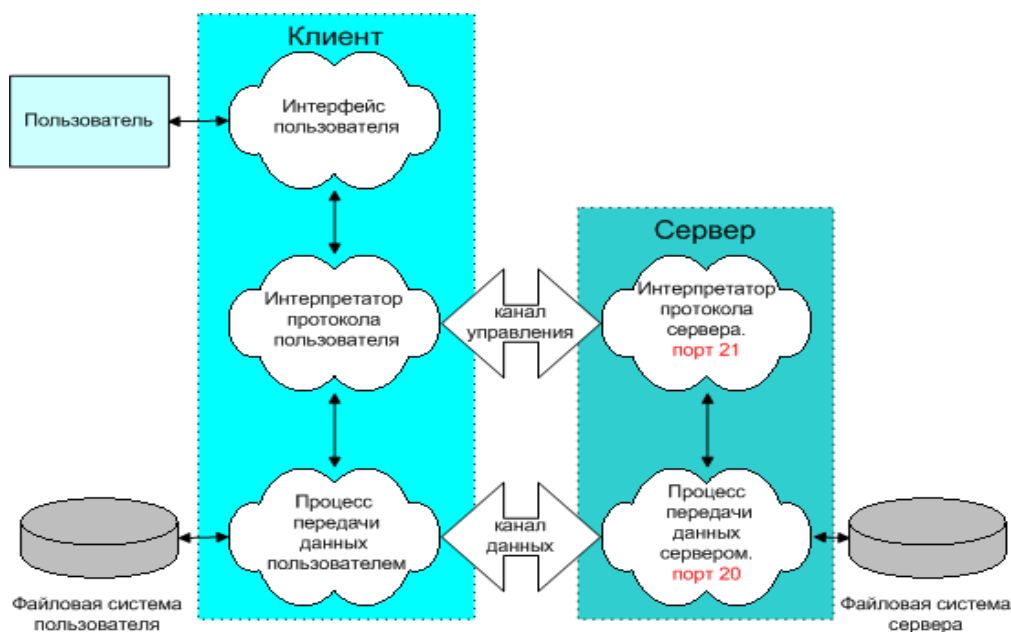 Клиент
Пользователь
Интерфейс
пользователя
Сервер
Интерпретатор
протокола
пользователя
канал
управления
Интерпретатор
протокола
сервера.
порт 21
Процесс
передачи
данных
пользователем
канал
данных
Процесс
передачи
данных
сервером.
порт 20
Файловая система
пользователя
Файловая система
сервера